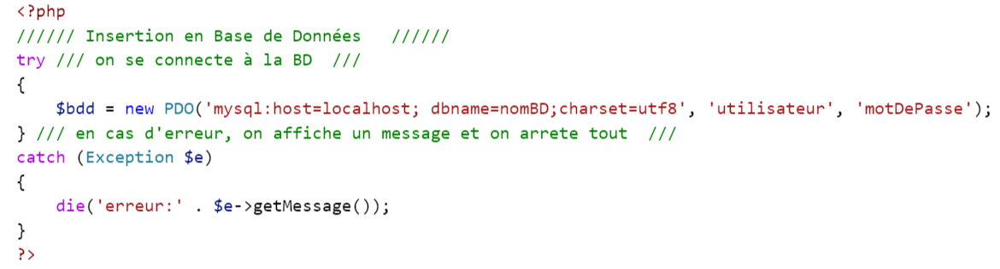 <?php
////// Insertion en Base de Données   //////
try /// on se connecte à la BD  ///
{
    $bdd = new PDO('mysql:host=localhost; dbname=nomBD;charset=utf8', 'utilisateur', 'motDePasse');
} /// en cas d'erreur, on affiche un message et on arrete tout  ///
catch (Exception $e)
{
    die('erreur:' . $e->getMessage());
}
?>